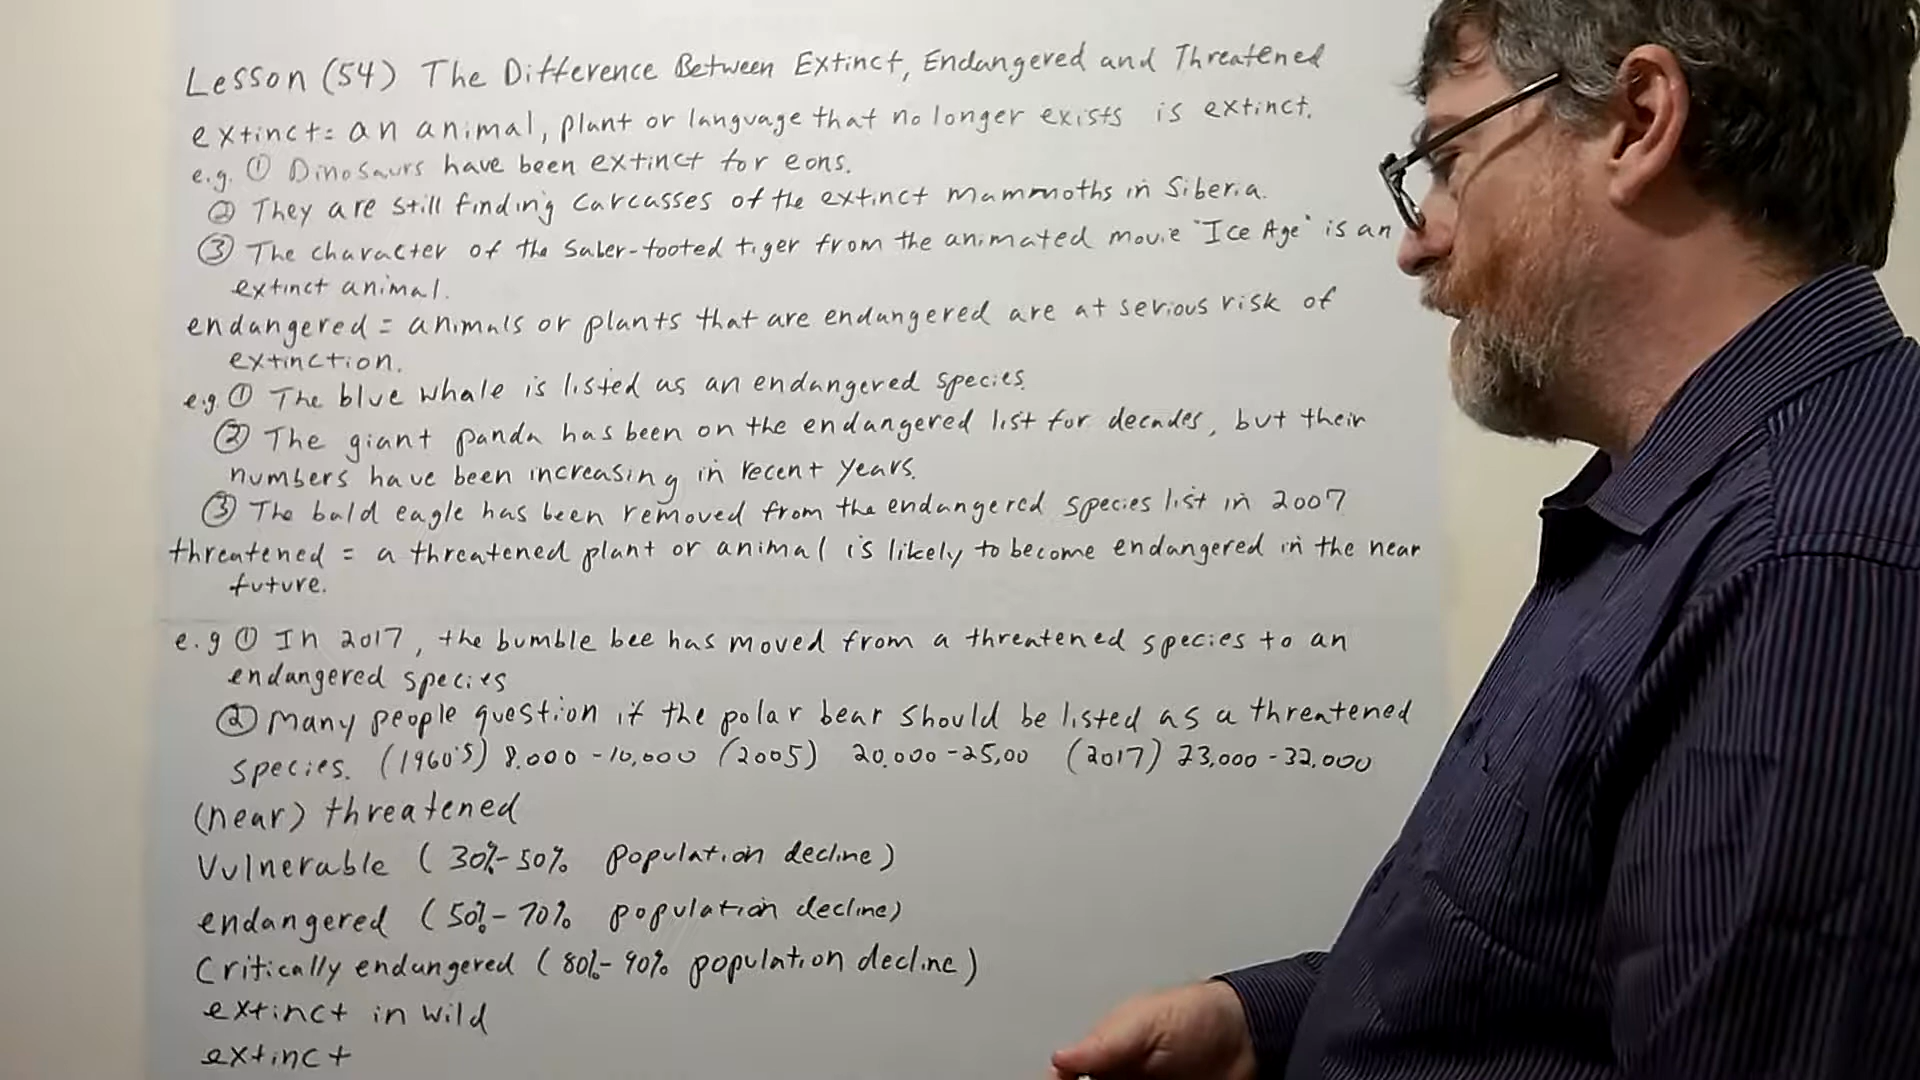 Lesson (54) The Difference Between Extinct, Endangered and Threatened
extinct= an animal, plant or language that no longer exists is extinct.
e.g. ① Dinosaurs have been extinct for eons.
② They are still finding carcasses of the extinct mammoths in Siberia.
③ The character of the saber-tooted tiger from the animated movie "Ice Age" is an
extinct animal.
endangered = animals or plants that are endangered are at serious risk of
extinction.
e.g. ① The blue whale is listed as an endangered species.
② The giant panda has been on the endangered list for decades, but their
numbers have been increasing in recent years.
③ The bald eagle has been removed from the endangered species list in 2007
threatened = a threatened plant or animal is likely to become endangered in the near
future.
e.g ① In 2017, the bumble bee has moved from a threatened species to an
endangered species
② Many people question if the polar bear should be listed as a threatened
species. (1960's) 8,000 - 10,000 (2005) 20,000 - 25,00 (2017) 23,000 - 32,000
(near) threatened
Vulnerable (30%- 50% population decline)
endangered (50%- 70% population decline)
Critically endangered (80%- 90% population decline)
extinct in wild
extinct